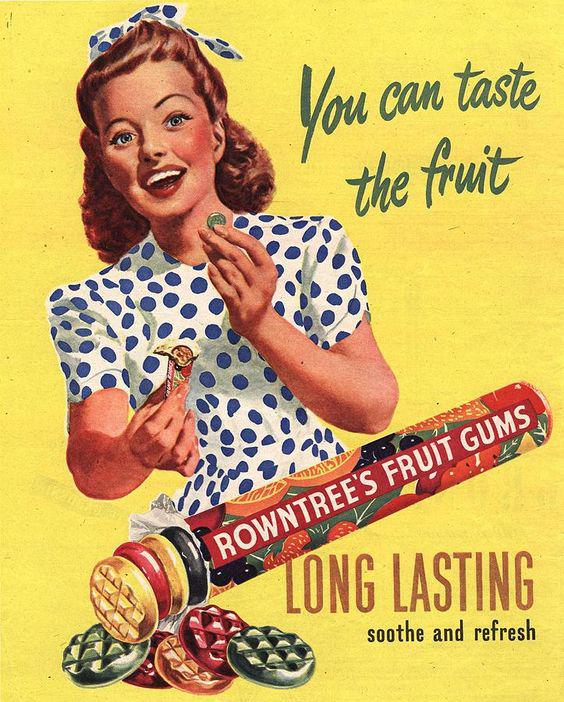 You can taste
the fruit
ROWNTREE'S FRUIT GUMS
LONG LASTING
soothe and refresh